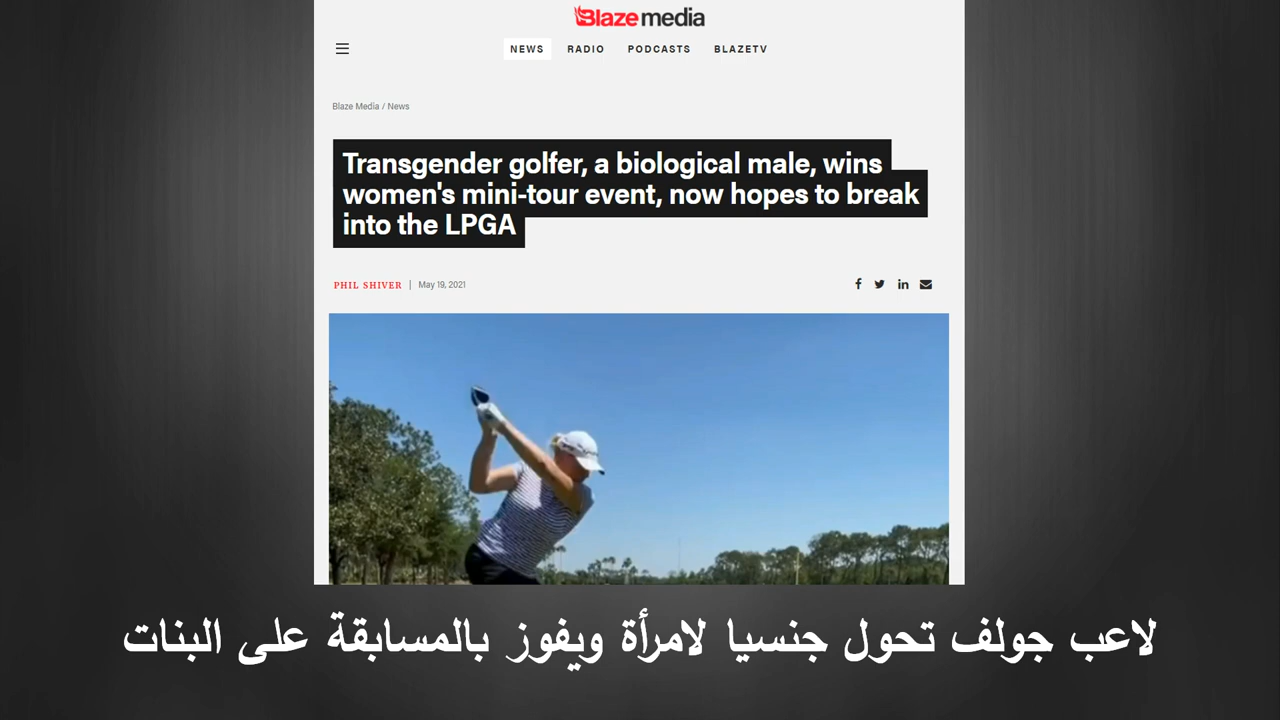 Blaze media
NEWS RADIO PODCASTS BLAZETV
Blaze Media / News
Transgender golfer, a biological male, wins
women's mini-tour event, now hopes to break
into the LPGA
PHIL SHIVER | May 19, 2021
لاعب جولف تحول جنسيا لامرأة ويفوز بالمسابقة على البنات